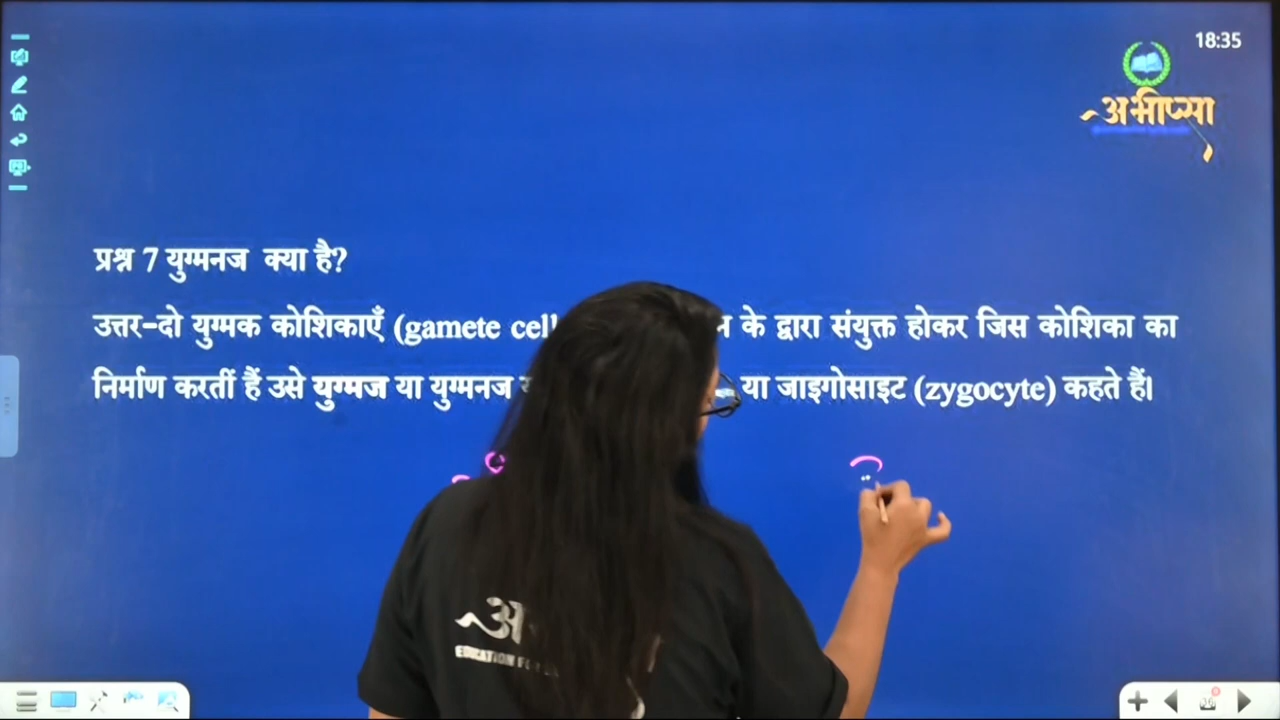 18:35
अभीप्सा
प्रश्न 7 युग्मनज क्या है?
उत्तर-दो युग्मक कोशिकाएँ (gamete के द्वारा संयुक्त होकर जिस कोशिका का
निर्माण करतीं हैं उसे युग्मज या युग्मनज या जाइगोसाइट (zygocyte) कहते हैं।